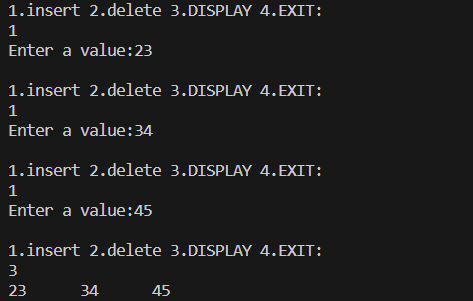 1.insert 2.delete 3.DISPLAY 4.EXIT:
1
Enter a value:23
1.insert 2.delete 3.DISPLAY 4.EXIT:
1
Enter a value:34
1.insert 2.delete 3.DISPLAY 4.EXIT:
1
Enter a value:45
1.insert 2.delete 3.DISPLAY 4.EXIT:
3
23      34      45